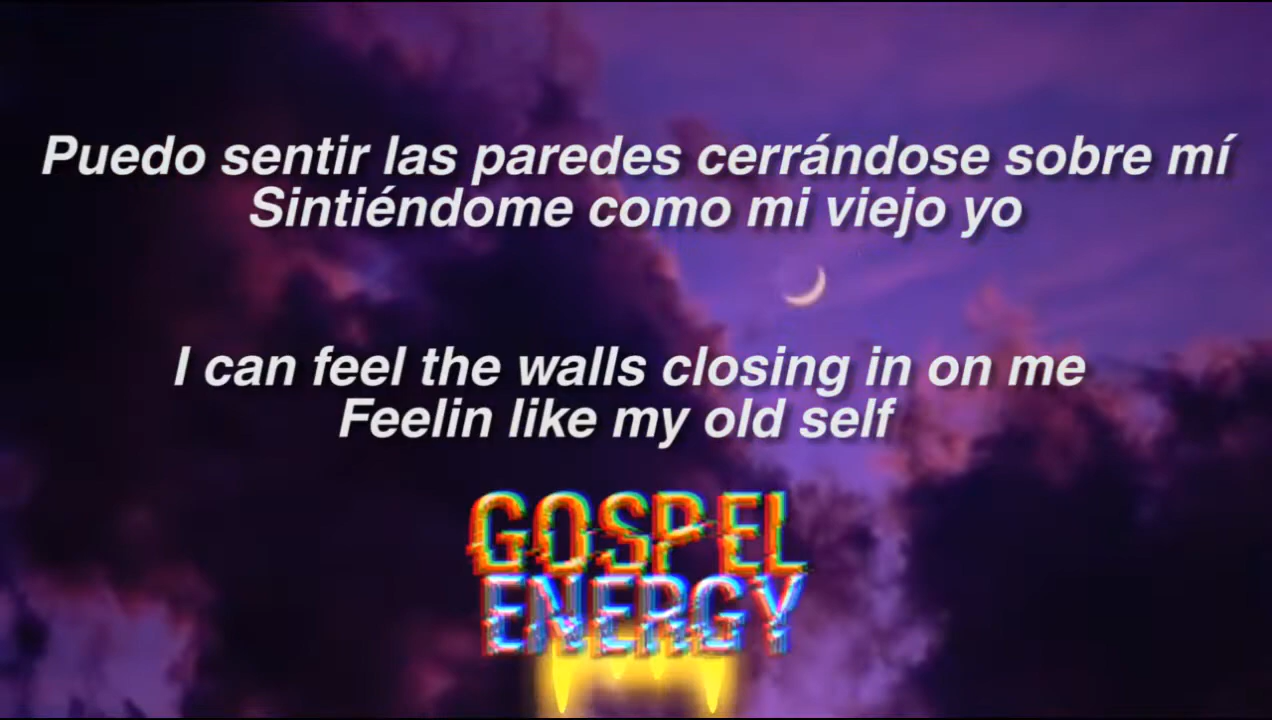 Puedo sentir las paredes cerrándose sobre mí
Sintiéndome como mi viejo yo
I can feel the walls closing in on me
Feelin like my old self
GOSPEL
ENERGY